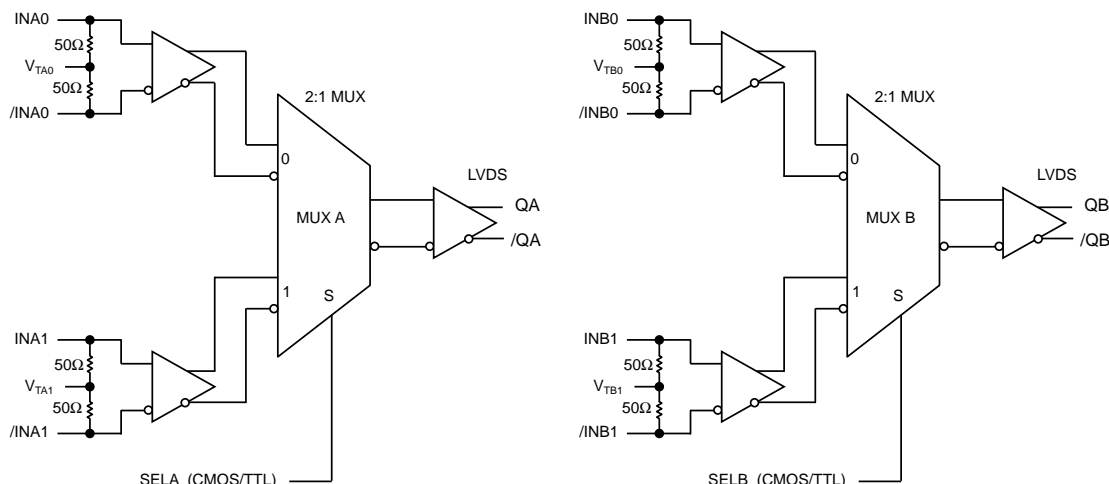 INA0
50Ω
VTA0
50Ω
/INA0
2:1 MUX
0
MUX A
LVDS
QA
/QA
1
S
INA1
50Ω
VTA1
50Ω
/INA1
SELA (CMOS/TTL)
INB0
50Ω
VTB0
50Ω
/INB0
2:1 MUX
0
MUX B
LVDS
QB
/QB
1
S
INB1
50Ω
VTB1
50Ω
/INB1
SELB (CMOS/TTL)